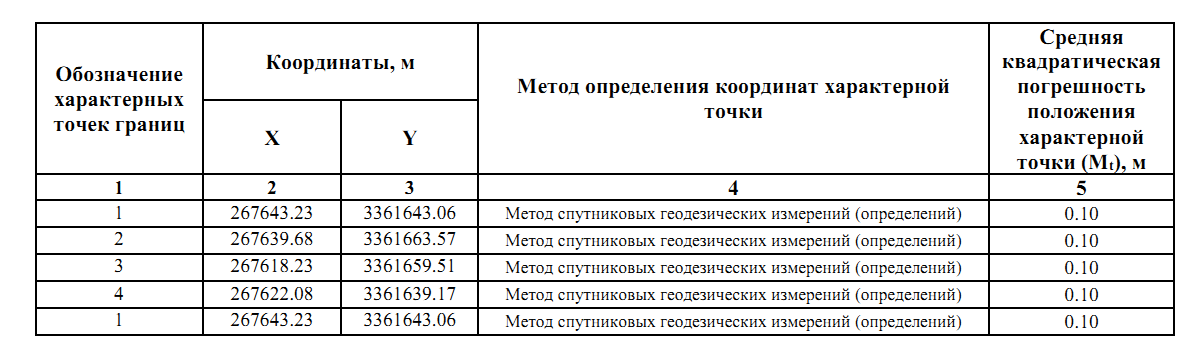 Обозначение
характерных
точек границ
Координаты, м
X
Y
Метод определения координат характерной
точки
Средняя
квадратическая
погрешность
положения
характерной
точки (Mt), м
1 2 3 4 5
1 267643.23 3361643.06 Метод спутниковых геодезических измерений (определений) 0.10
2 267639.68 3361663.57 Метод спутниковых геодезических измерений (определений) 0.10
3 267618.23 3361659.51 Метод спутниковых геодезических измерений (определений) 0.10
4 267622.08 3361639.17 Метод спутниковых геодезических измерений (определений) 0.10
1 267643.23 3361643.06 Метод спутниковых геодезических измерений (определений) 0.10